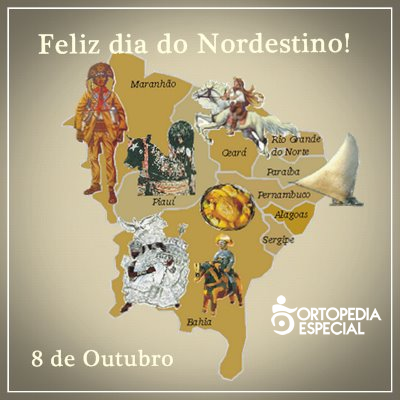 Feliz dia do Nordestino!
Maranhão
Ceará
Rio Grande
do Norte
Paraíba
Piauí
Pernambuco
Alagoas
Sergipe
Bahia
ORTOPEDIA
ESPECIAL
8 de Outubro